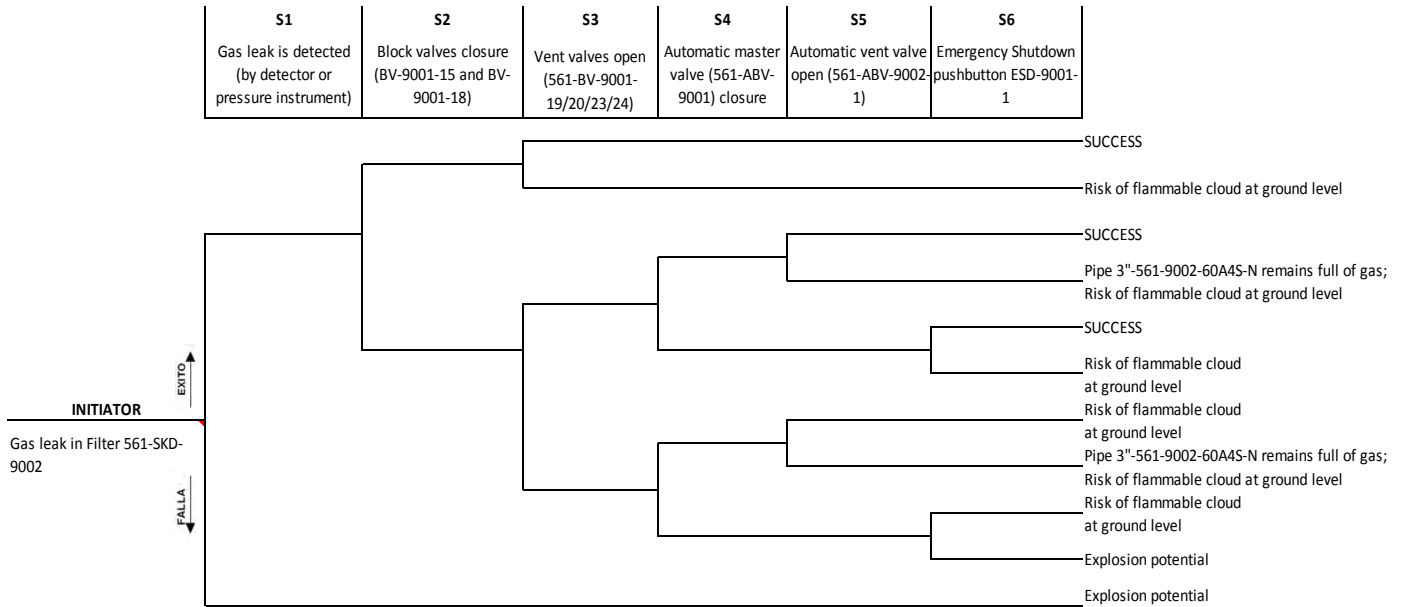 S1
Gas leak is detected
(by detector or
pressure instrument)
S2
Block valves closure
(BV-9001-15 and BV-
9001-18)
S3
Vent valves open
(561-BV-9001-
19/20/23/24)
S4
Automatic master
valve (561-ABV-
9001) closure
S5
Automatic vent valve
open (561-ABV-9002-
1)
S6
Emergency Shutdown
pushbutton ESD-9001-
1
SUCCESS
Risk of flammable cloud at ground level
SUCCESS
Pipe 3"-561-9002-60A4S-N remains full of gas;
Risk of flammable cloud at ground level
SUCCESS
Risk of flammable cloud
at ground level
EXITO
INITIATOR
Gas leak in Filter 561-SKD-
9002
FALLA
Risk of flammable cloud
at ground level
Pipe 3"-561-9002-60A4S-N remains full of gas;
Risk of flammable cloud at ground level
Risk of flammable cloud
at ground level
Explosion potential
Explosion potential